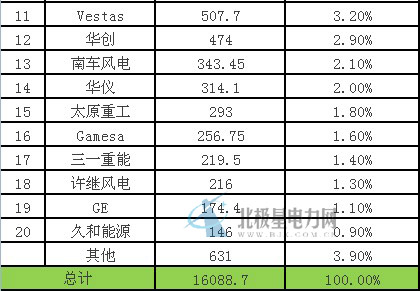 11 Vestas 507.7 3.20%
12 华创 474 2.90%
13 南车风电 343.45 2.10%
14 华仪 314.1 2.00%
15 太原重工 293 1.80%
16 Gamesa 256.75 1.60%
17 三一重能 219.5 1.40%
18 许继风电 216 1.30%
19 GE 174.4 1.10%
北极星电力网
20 久和能源 146 0.90%
其他 631 3.90%
总计 16088.7 100.00%